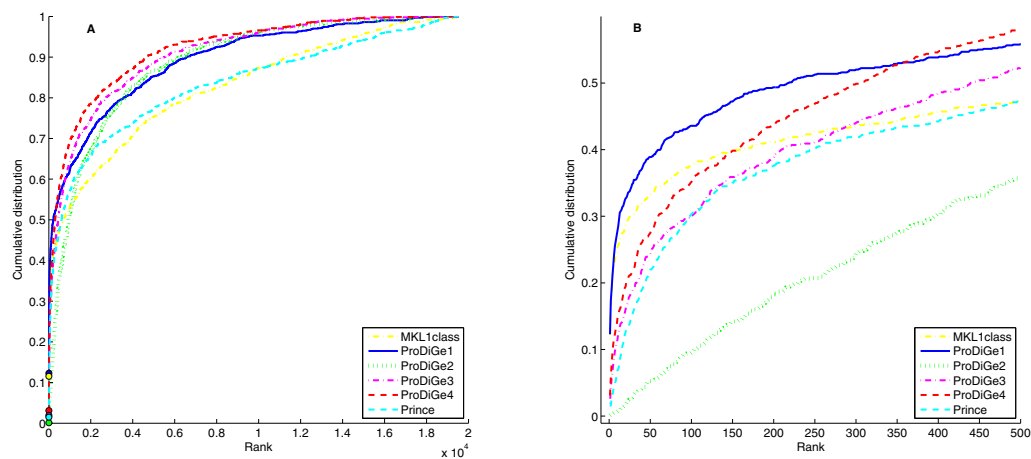 A
Cumulative distribution
1
0.9
0.8
0.7
0.6
0.5
0.4
0.3
0.2
0.1
0
0 0.2 0.4 0.6 0.8 1 1.2 1.4 1.6 1.8 2
x 10^4
Rank
MKL1class
ProDiGe1
ProDiGe2
ProDiGe3
ProDiGe4
Prince
B
Cumulative distribution
0.5
0.4
0.3
0.2
0.1
0
0 50 100 150 200 250 300 350 400 450 500
Rank
MKL1class
ProDiGe1
ProDiGe2
ProDiGe3
ProDiGe4
Prince